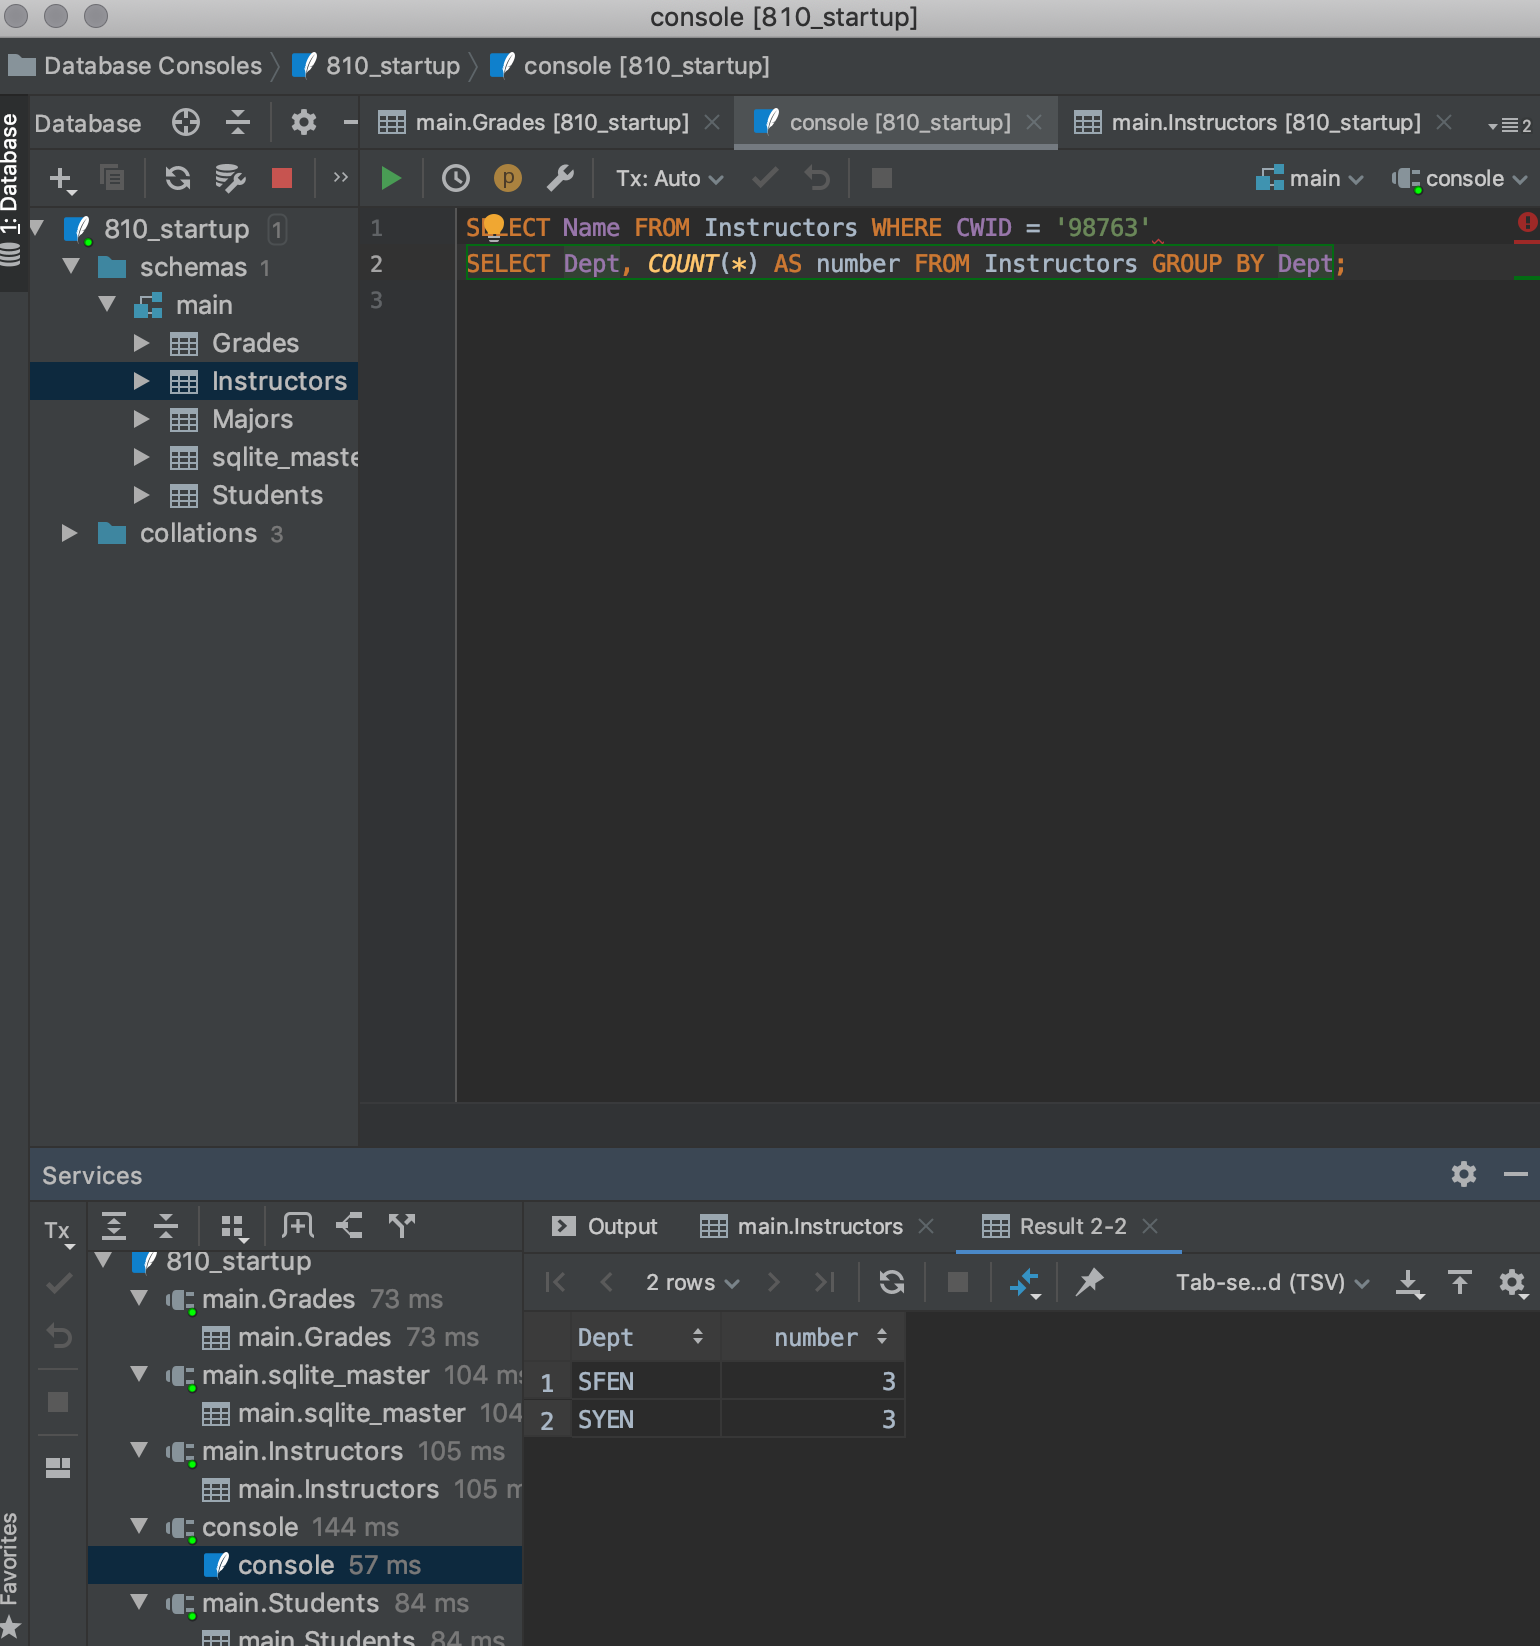 console [810_startup]
Database Consoles 810_startup console [810_startup]
1: Database
Favorites
Database
810_startup 1
schemas 1
main
Grades
Instructors
Majors
sqlite_maste
Students
collations 3
main.Grades [810_startup] console [810_startup] main.Instructors [810_startup] 2
p Tx: Auto main console
1 SELECT Name FROM Instructors WHERE CWID = '98763'
2 SELECT Dept, COUNT(*) AS number FROM Instructors GROUP BY Dept;
3
Services
Tx
810_startup
main.Grades 73 ms
main.Grades 73 ms
main.sqlite_master 104 ms
main.sqlite_master 104
main.Instructors 105 ms
main.Instructors 105 m
console 144 ms
console 57 ms
main.Students 84 ms
main.Students 84 ms
Output main.Instructors Result 2-2
2 rows Tab-se...d (TSV)
Dept number
1 SFEN 3
2 SYEN 3